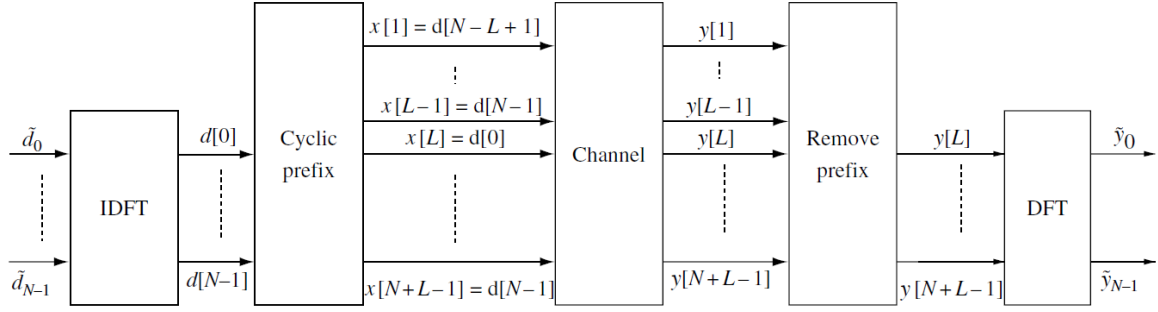 x[1] = d[N – L + 1]
y[1]
x[L–1] = d[N–1]
y[L–1]
d̃0
d[0]
Cyclic
prefix
x[L] = d[0]
Channel
y[L]
Remove
prefix
y[L]
ỹ0
IDFT
DFT
d̃N–1
d[N–1]
x[N+L–1] = d[N–1]
y[N+L–1]
y[N+L–1]
ỹN–1